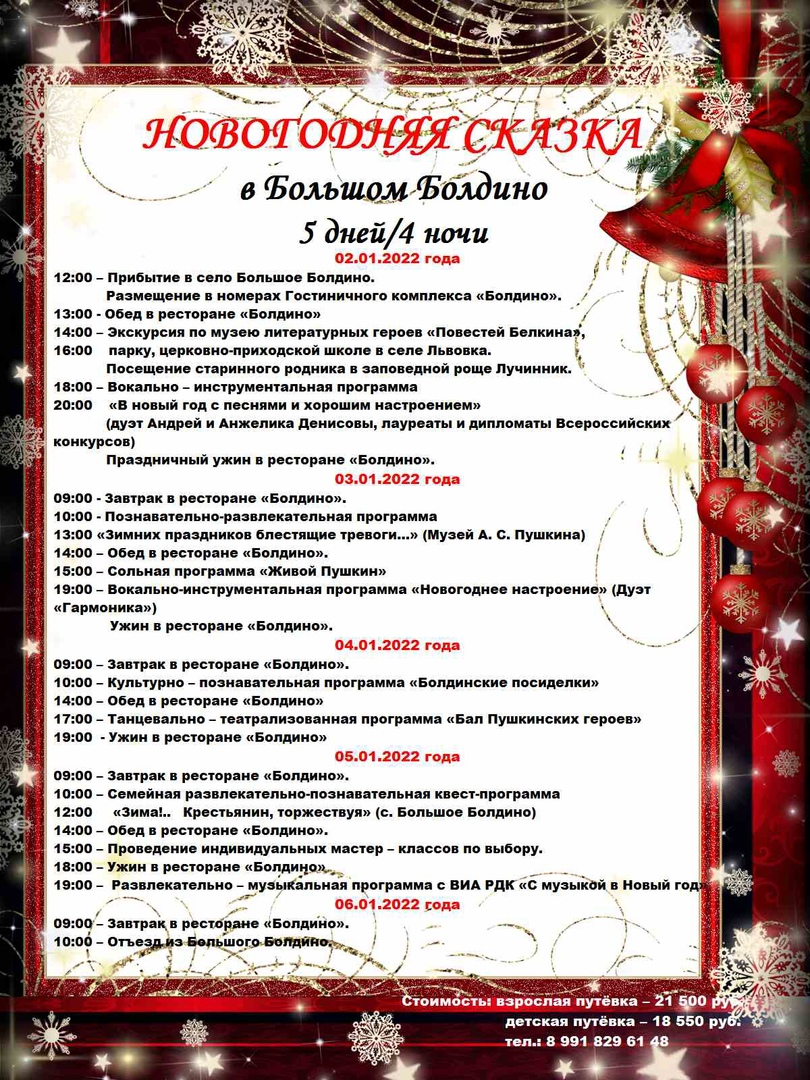 НОВОГОДНЯЯ СКАЗКА
в Большом Болдино
5 дней/4 ночи
02.01.2022 года
12:00 – Прибытие в село Большое Болдино.
Размещение в номерах Гостиничного комплекса «Болдино».
13:00 - Обед в ресторане «Болдино»
14:00 – Экскурсия по музею литературных героев «Повестей Белкина»,
16:00 парку, церковно-приходской школе в селе Львовка.
Посещение старинного родника в заповедной роще Лучинник.
18:00 – Вокально – инструментальная программа
20:00 «В новый год с песнями и хорошим настроением»
(дуэт Андрей и Анжелика Денисовы, лауреаты и дипломаты Всероссийских
конкурсов)
Праздничный ужин в ресторане «Болдино».
03.01.2022 года
09:00 - Завтрак в ресторане «Болдино».
10:00 - Познавательно-развлекательная программа
13:00 «Зимних праздников блестящие тревоги...» (Музей А. С. Пушкина)
14:00 – Обед в ресторане «Болдино».
15:00 – Сольная программа «Живой Пушкин»
19:00 – Вокально-инструментальная программа «Новогоднее настроение» (Дуэт
«Гармоника»)
Ужин в ресторане «Болдино».
04.01.2022 года
09:00 – Завтрак в ресторане «Болдино».
10:00 – Культурно – познавательная программа «Болдинские посиделки»
14:00 – Обед в ресторане «Болдино»
17:00 – Танцевально – театрализованная программа «Бал Пушкинских героев»
19:00 - Ужин в ресторане «Болдино»
05.01.2022 года
09:00 – Завтрак в ресторане «Болдино».
10:00 – Семейная развлекательно-познавательная квест-программа
12:00 «Зима!.. Крестьянин, торжествуя» (с. Большое Болдино)
14:00 – Обед в ресторане «Болдино».
15:00 – Проведение индивидуальных мастер – классов по выбору.
18:00 – Ужин в ресторане «Болдино»
19:00 – Развлекательно – музыкальная программа с ВИА РДК «С музыкой в Новый год»
06.01.2022 года
09:00 – Завтрак в ресторане «Болдино».
10:00 – Отъезд из Большого Болдино.
Стоимость: взрослая путёвка – 21 500 руб.
детская путёвка – 18 550 руб.
тел.: 8 991 829 61 48